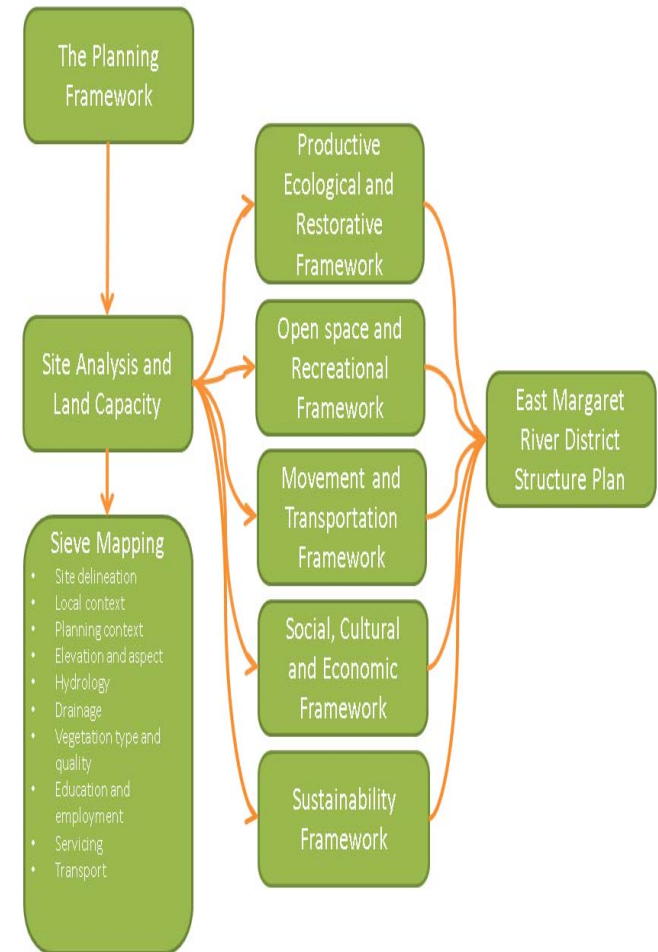 The Planning
Framework
Site Analysis and
Land Capacity
Sieve Mapping
• Site delineation
• Local context
• Planning context
• Elevation and aspect
• Hydrology
• Drainage
• Vegetation type and
quality
• Education and
employment
• Servicing
• Transport
Productive
Ecological and
Restorative
Framework
Open space and
Recreational
Framework
Movement and
Transportation
Framework
Social, Cultural
and Economic
Framework
Sustainability
Framework
East Margaret
River District
Structure Plan